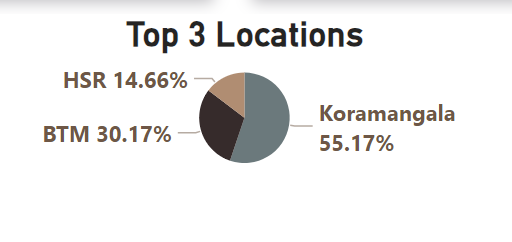 Top 3 Locations
HSR 14.66%
BTM 30.17%
Koramangala
55.17%